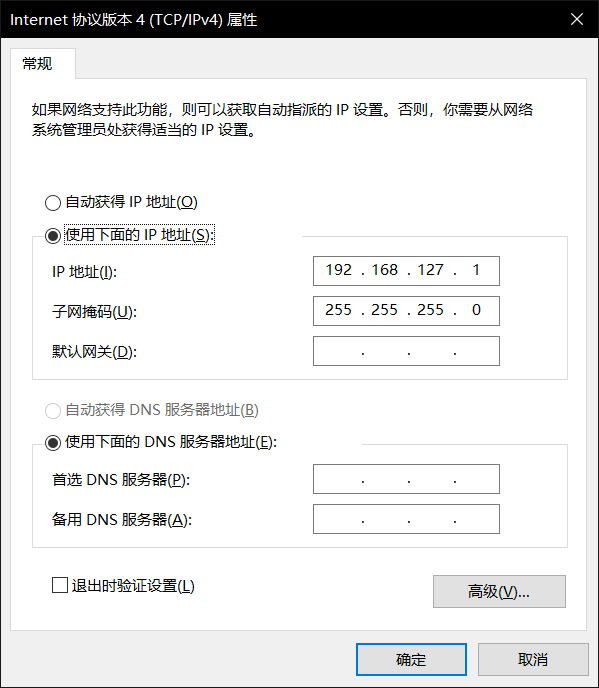 Internet 协议版本 4 (TCP/IPv4) 属性
常规
如果网络支持此功能，则可以获取自动指派的 IP 设置。否则，你需要从网络
系统管理员处获得适当的 IP 设置。
自动获得 IP 地址(O)
使用下面的 IP 地址(S):
IP 地址(I): 192 . 168 . 127 . 1
子网掩码(U): 255 . 255 . 255 . 0
默认网关(D): . . .
自动获得 DNS 服务器地址(B)
使用下面的 DNS 服务器地址(E):
首选 DNS 服务器(P): . . .
备用 DNS 服务器(A): . . .
退出时验证设置(L)
高级(V)...
确定 取消